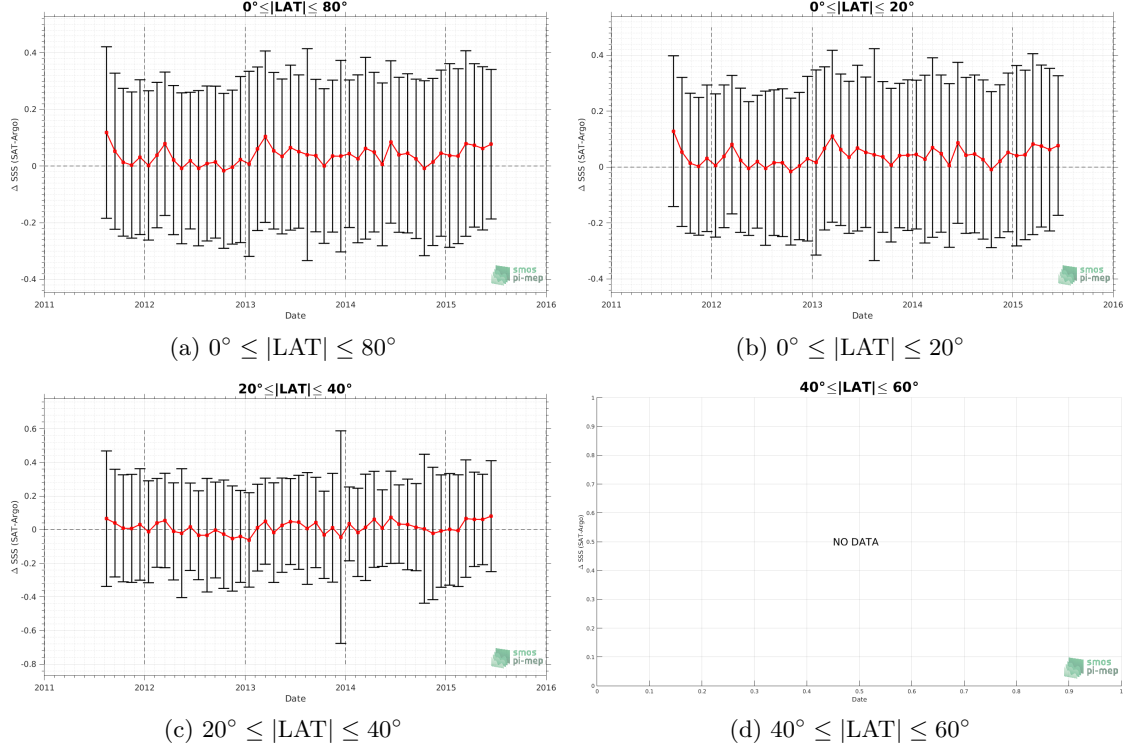 0°≤|LAT|≤ 80°
0.4
0.2
0
-0.2
-0.4
Δ SSS (SAT-Argo)
2011 2012 2013 2014 2015 2016
Date
smos
pi-mep
(a) 0° ≤ |LAT| ≤ 80°
0°≤|LAT|≤ 20°
0.4
0.2
0
-0.2
-0.4
Δ SSS (SAT-Argo)
2011 2012 2013 2014 2015 2016
Date
smos
pi-mep
(b) 0° ≤ |LAT| ≤ 20°
20°≤|LAT|≤ 40°
0.6
0.4
0.2
0
-0.2
-0.4
-0.6
-0.8
Δ SSS (SAT-Argo)
2011 2012 2013 2014 2015 2016
Date
smos
pi-mep
(c) 20° ≤ |LAT| ≤ 40°
40°≤|LAT|≤ 60°
1
0.9
0.8
0.7
0.6
0.5
0.4
0.3
0.2
0.1
0
Δ SSS (SAT-Argo)
NO DATA
0 0.1 0.2 0.3 0.4 0.5 0.6 0.7 0.8 0.9 1
Date
smos
pi-mep
(d) 40° ≤ |LAT| ≤ 60°